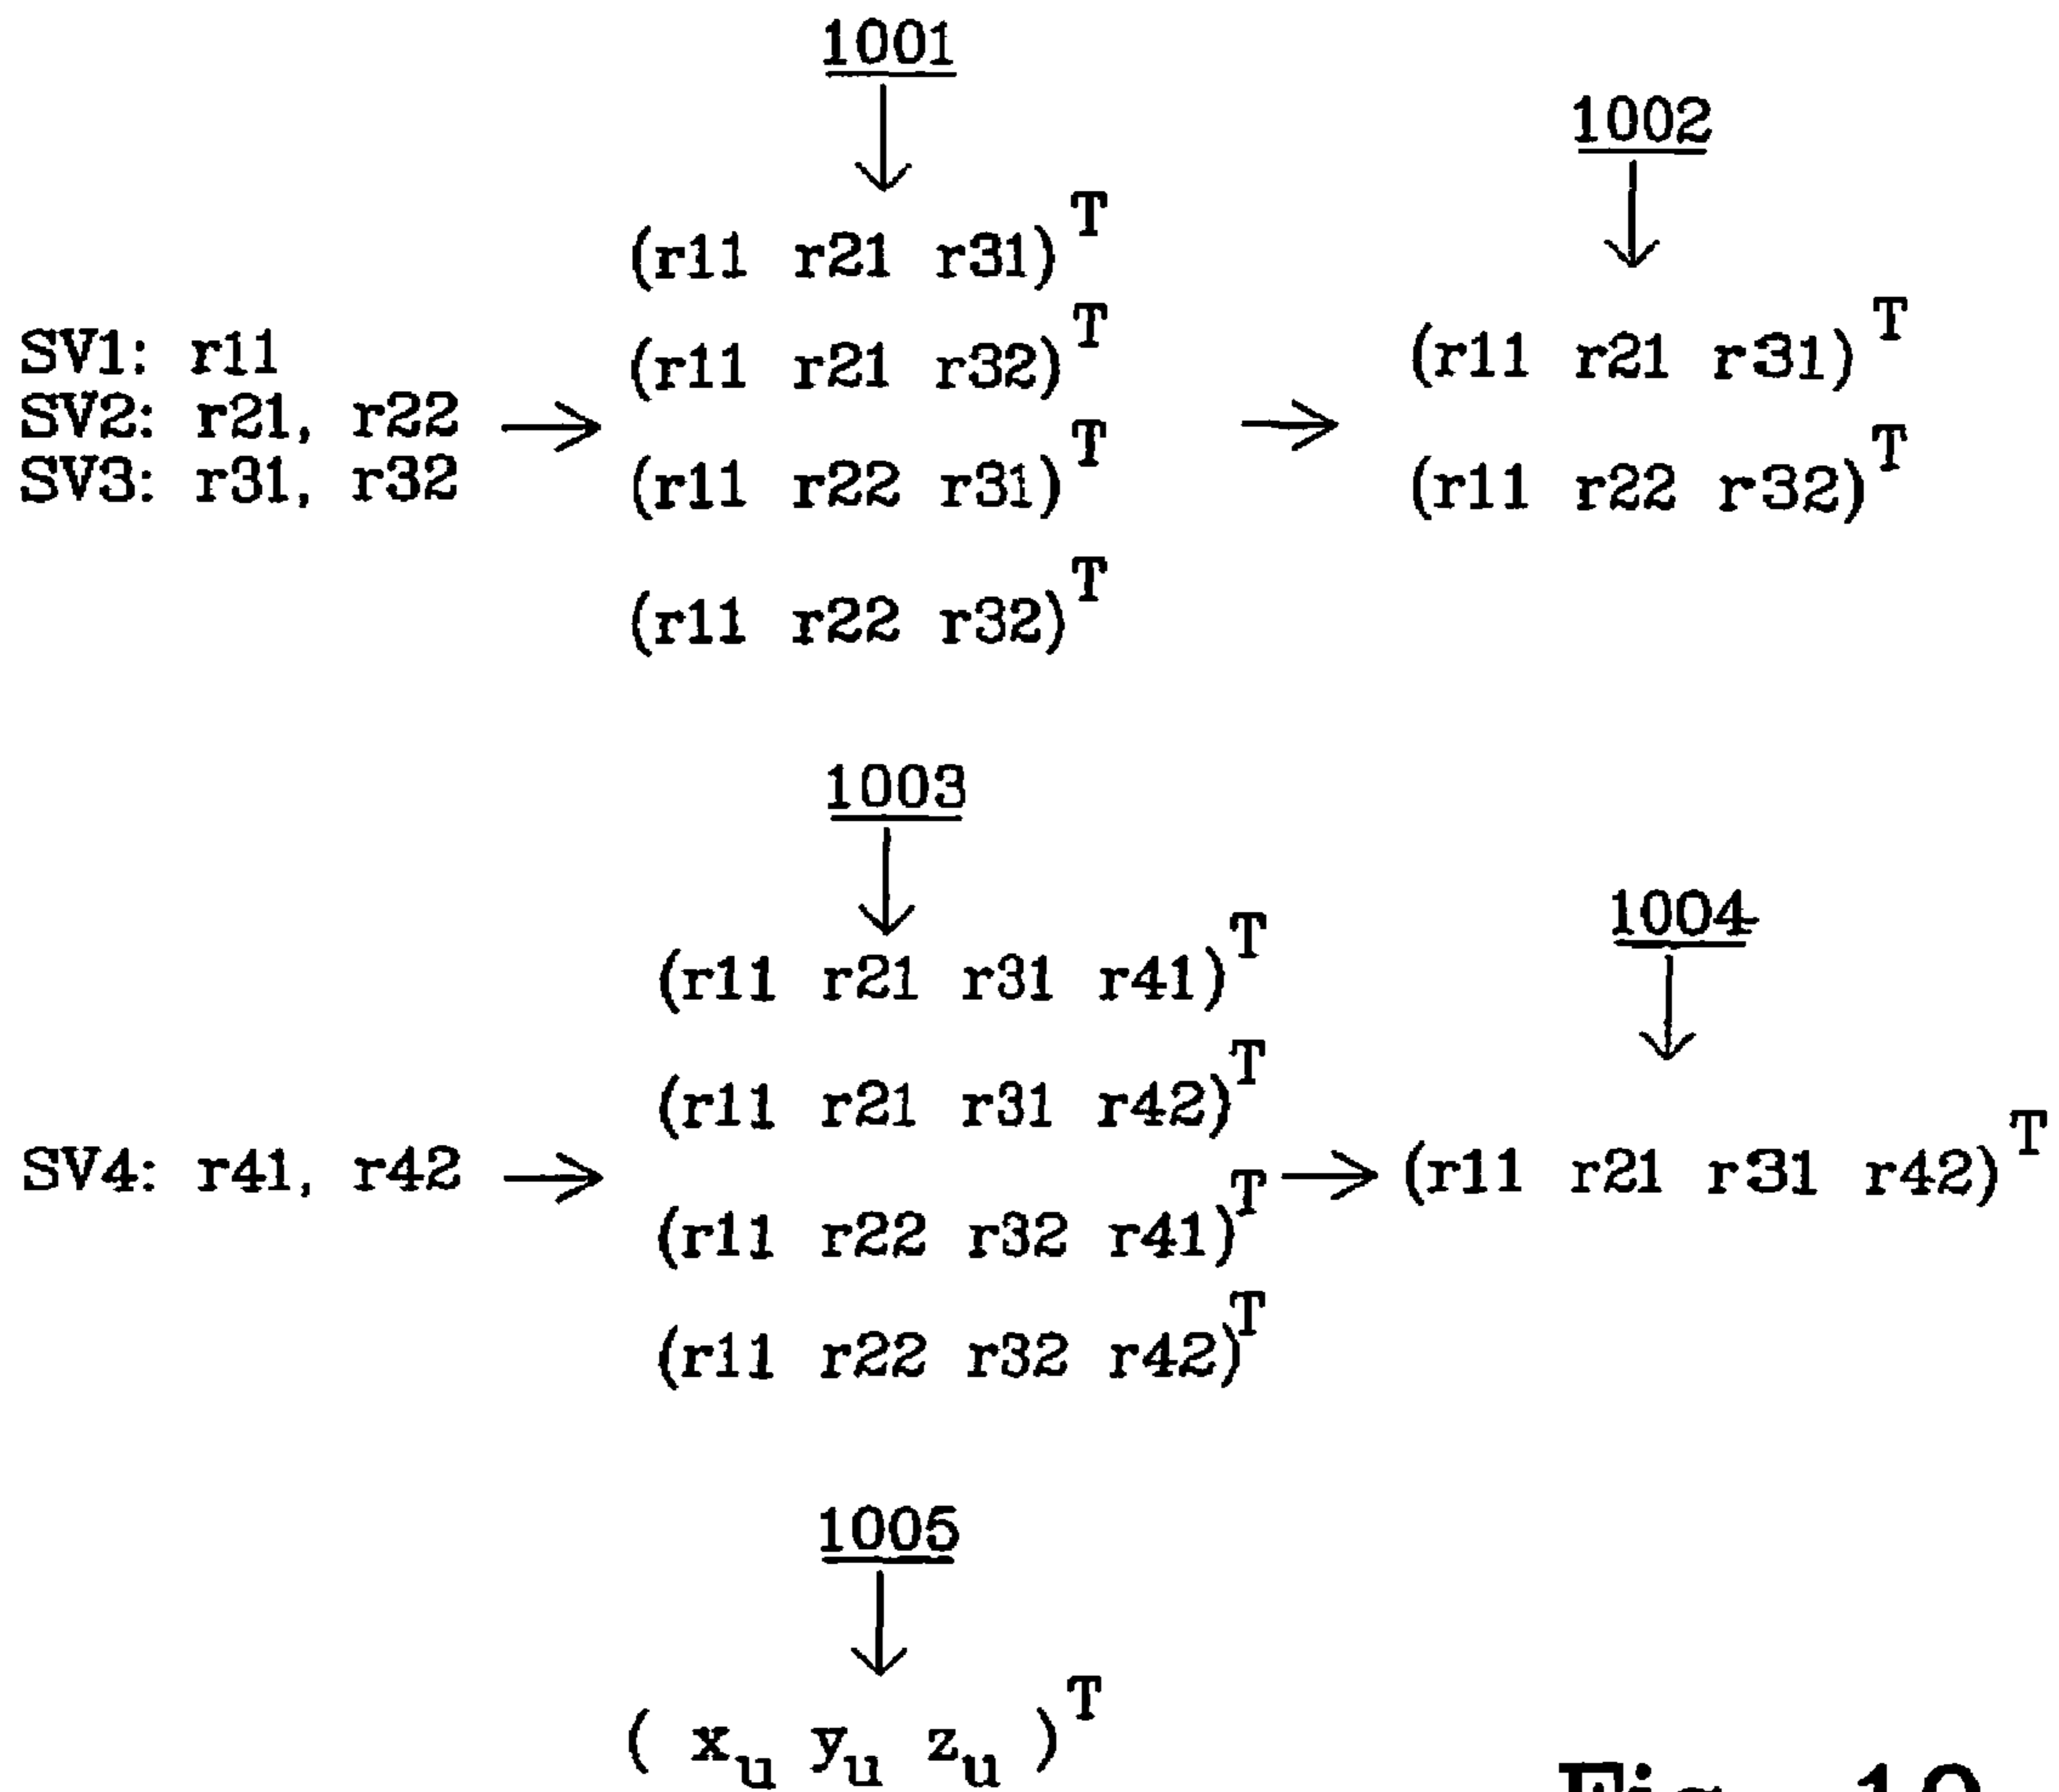 1001
1002
(r11 r21 r31)T
(r11 r21 r32)T
(r11 r22 r31)T
(r11 r22 r32)T
SV1: r11
SV2: r21, r22
SV3: r31, r32
(r11 r21 r31)T
(r11 r22 r32)T
1003
1004
(r11 r21 r31 r41)T
(r11 r21 r31 r42)T
(r11 r22 r32 r41)T
(r11 r22 r32 r42)T
SV4: r41, r42
(r11 r21 r31 r42)T
1005
( xu yu zu )T
Fig. 10